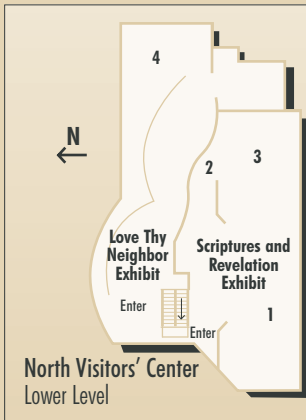 4
N
2
3
Love Thy
Neighbor
Exhibit
Scriptures and
Revelation
Exhibit
Enter
1
Enter
North Visitors' Center
Lower Level